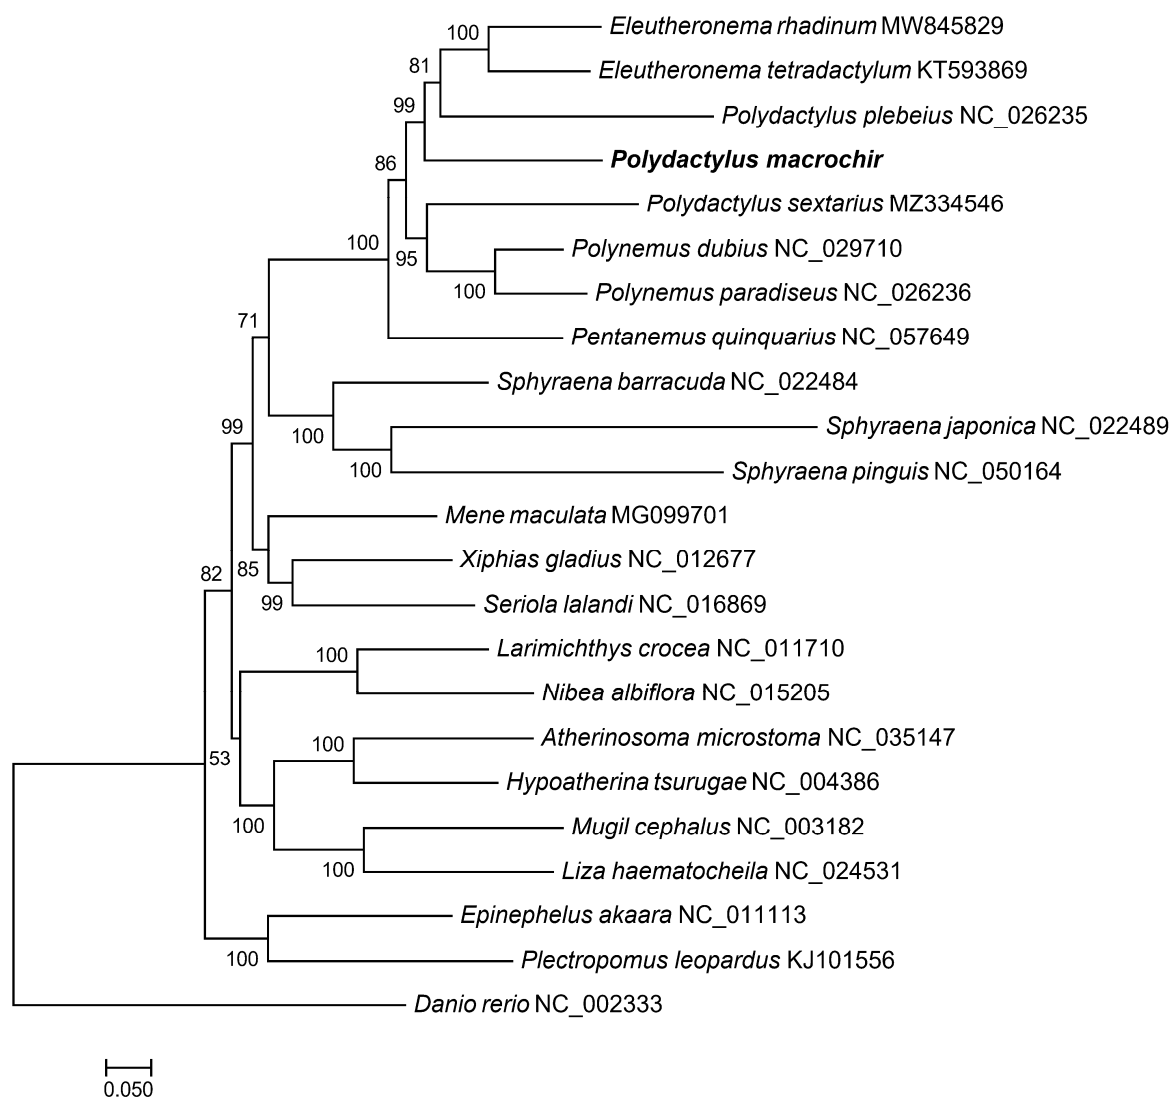 100
Eleutheronema rhadinum MW845829
81
Eleutheronema tetradactylum KT593869
99
Polydactylus plebeius NC_026235
86
Polydactylus macrochir
Polydactylus sextarius MZ334546
100
95
Polynemus dubius NC_029710
100
Polynemus paradiseus NC_026236
71
Pentanemus quinquarius NC_057649
Sphyraena barracuda NC_022484
99
100
Sphyraena japonica NC_022489
100
Sphyraena pinguis NC_050164
Mene maculata MG099701
82
85
Xiphias gladius NC_012677
99
Seriola lalandi NC_016869
100
Larimichthys crocea NC_011710
Nibea albiflora NC_015205
53
100
Atherinosoma microstoma NC_035147
Hypoatherina tsurugae NC_004386
100
Mugil cephalus NC_003182
100
Liza haematocheila NC_024531
Epinephelus akaara NC_011113
100
Plectropomus leopardus KJ101556
Danio rerio NC_002333
0.050